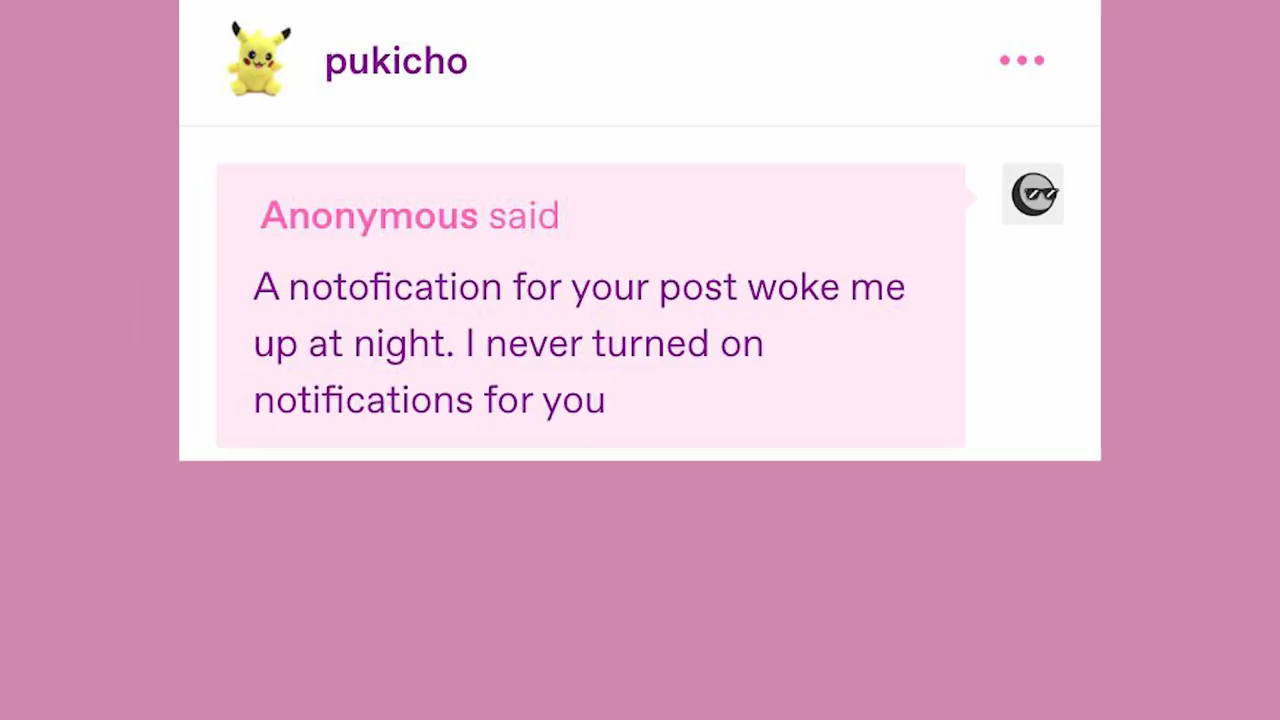 pukicho
Anonymous said
A notofication for your post woke me
up at night. I never turned on
notifications for you